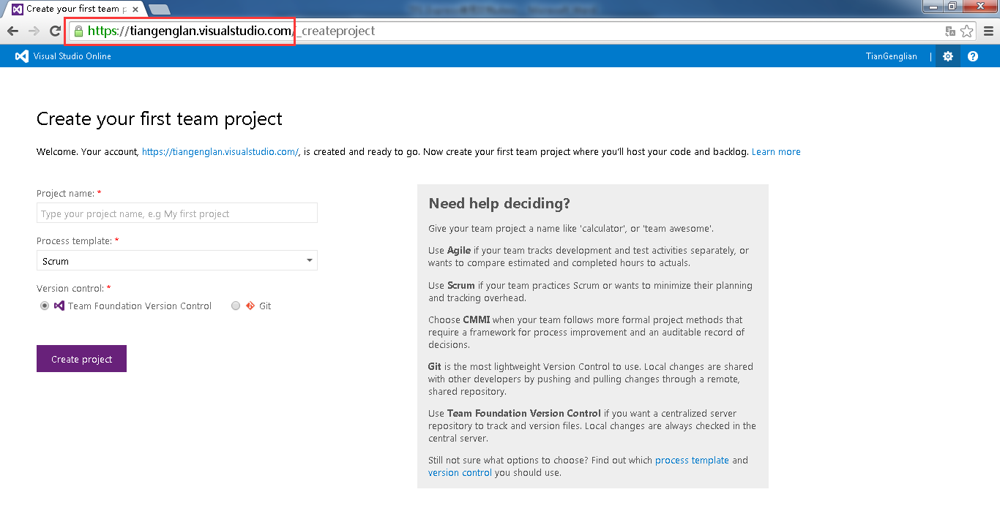 Create your first team p
https://tiangenglan.visualstudio.com/_createproject
Visual Studio Online
TianGenglian
Create your first team project
Welcome. Your account, https://tiangenglan.visualstudio.com/, is created and ready to go. Now create your first team project where you'll host your code and backlog. Learn more
Project name: *
Type your project name, e.g My first project
Process template: *
Scrum
Version control: *
Team Foundation Version Control
Git
Create project
Need help deciding?
Give your team project a name like 'calculator', or 'team awesome'.
Use Agile if your team tracks development and test activities separately, or
wants to compare estimated and completed hours to actuals.
Use Scrum if your team practices Scrum or wants to minimize their planning
and tracking overhead.
Choose CMMI when your team follows more formal project methods that
require a framework for process improvement and an auditable record of
decisions.
Git is the most lightweight Version Control to use. Local changes are shared
with other developers by pushing and pulling changes through a remote,
shared repository.
Use Team Foundation Version Control if you want a centralized server
repository to track and version files. Local changes are always checked in the
central server.
Still not sure what options to choose? Find out which process template and
version control you should use.